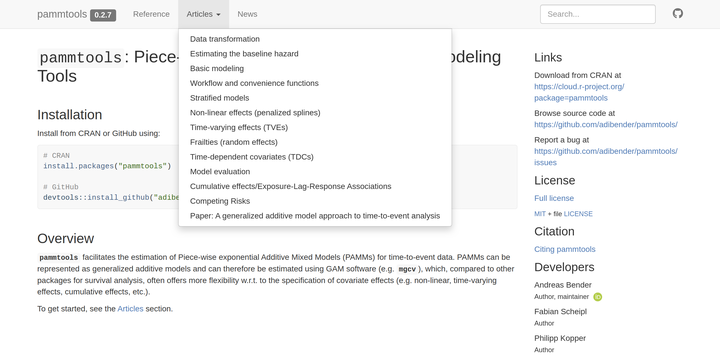 pammtools 0.2.7 Reference Articles News Search...
Data transformation
Estimating the baseline hazard
Basic modeling
Workflow and convenience functions
Stratified models
Non-linear effects (penalized splines)
Time-varying effects (TVEs)
Frailties (random effects)
Time-dependent covariates (TDCs)
Model evaluation
Cumulative effects/Exposure-Lag-Response Associations
Competing Risks
Paper: A generalized additive model approach to time-to-event analysis
pammtools: Piece-
Tools
Installation
Install from CRAN or GitHub using:
# CRAN
install.packages("pammtools")
# GitHub
devtools::install_github("adibe
Overview
pammtools facilitates the estimation of Piece-wise exponential Additive Mixed Models (PAMMs) for time-to-event data. PAMMs can be
represented as generalized additive models and can therefore be estimated using GAM software (e.g. mgcv), which, compared to other
packages for survival analysis, often offers more flexibility w.r.t. to the specification of covariate effects (e.g. non-linear, time-varying
effects, cumulative effects, etc.).
To get started, see the Articles section.
Links
Download from CRAN at
https://cloud.r-project.org/
package=pammtools
Browse source code at
https://github.com/adibender/pammtools/
Report a bug at
https://github.com/adibender/pammtools/
issues
License
Full license
MIT + file LICENSE
Citation
Citing pammtools
Developers
Andreas Bender
Author, maintainer iD
Fabian Scheipl
Author
Philipp Kopper
Author